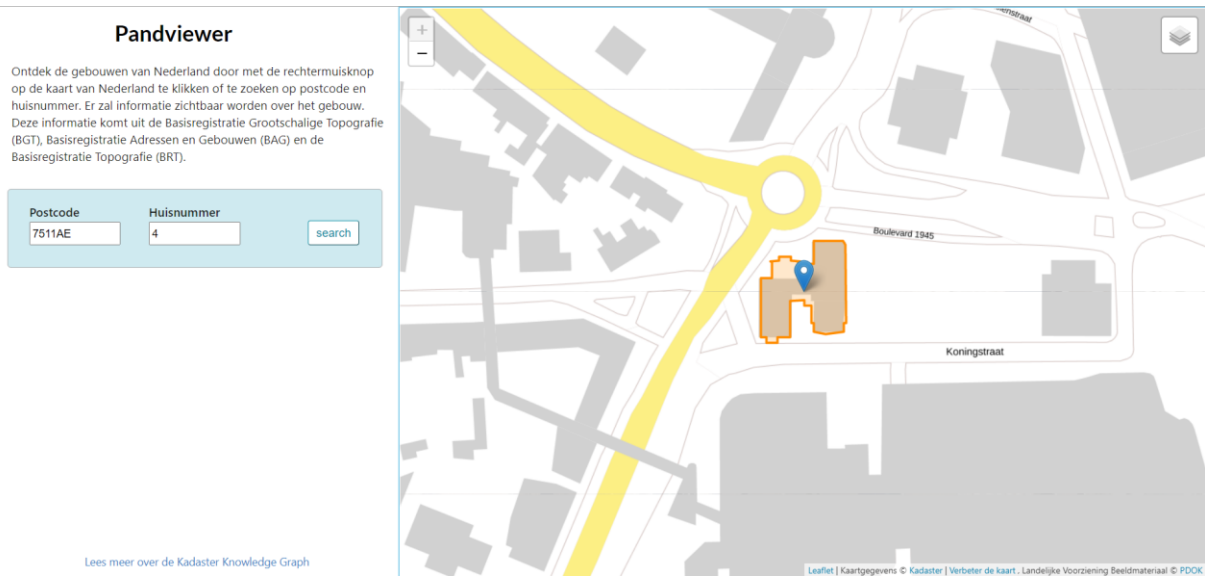 Pandviewer
Ontdek de gebouwen van Nederland door met de rechtermuisknop
op de kaart van Nederland te klikken of te zoeken op postcode en
huisnummer. Er zal informatie zichtbaar worden over het gebouw.
Deze informatie komt uit de Basisregistratie Grootschalige Topografie
(BGT), Basisregistratie Adressen en Gebouwen (BAG) en de
Basisregistratie Topografie (BRT).
Postcode Huisnummer
7511AE 4 search
Lees meer over de Kadaster Knowledge Graph
+
−
Boulevard 1945
Koningstraat
Leaflet | Kaartgegevens © Kadaster | Verbeter de kaart . Landelijke Voorziening Beeldmateriaal © PDOK